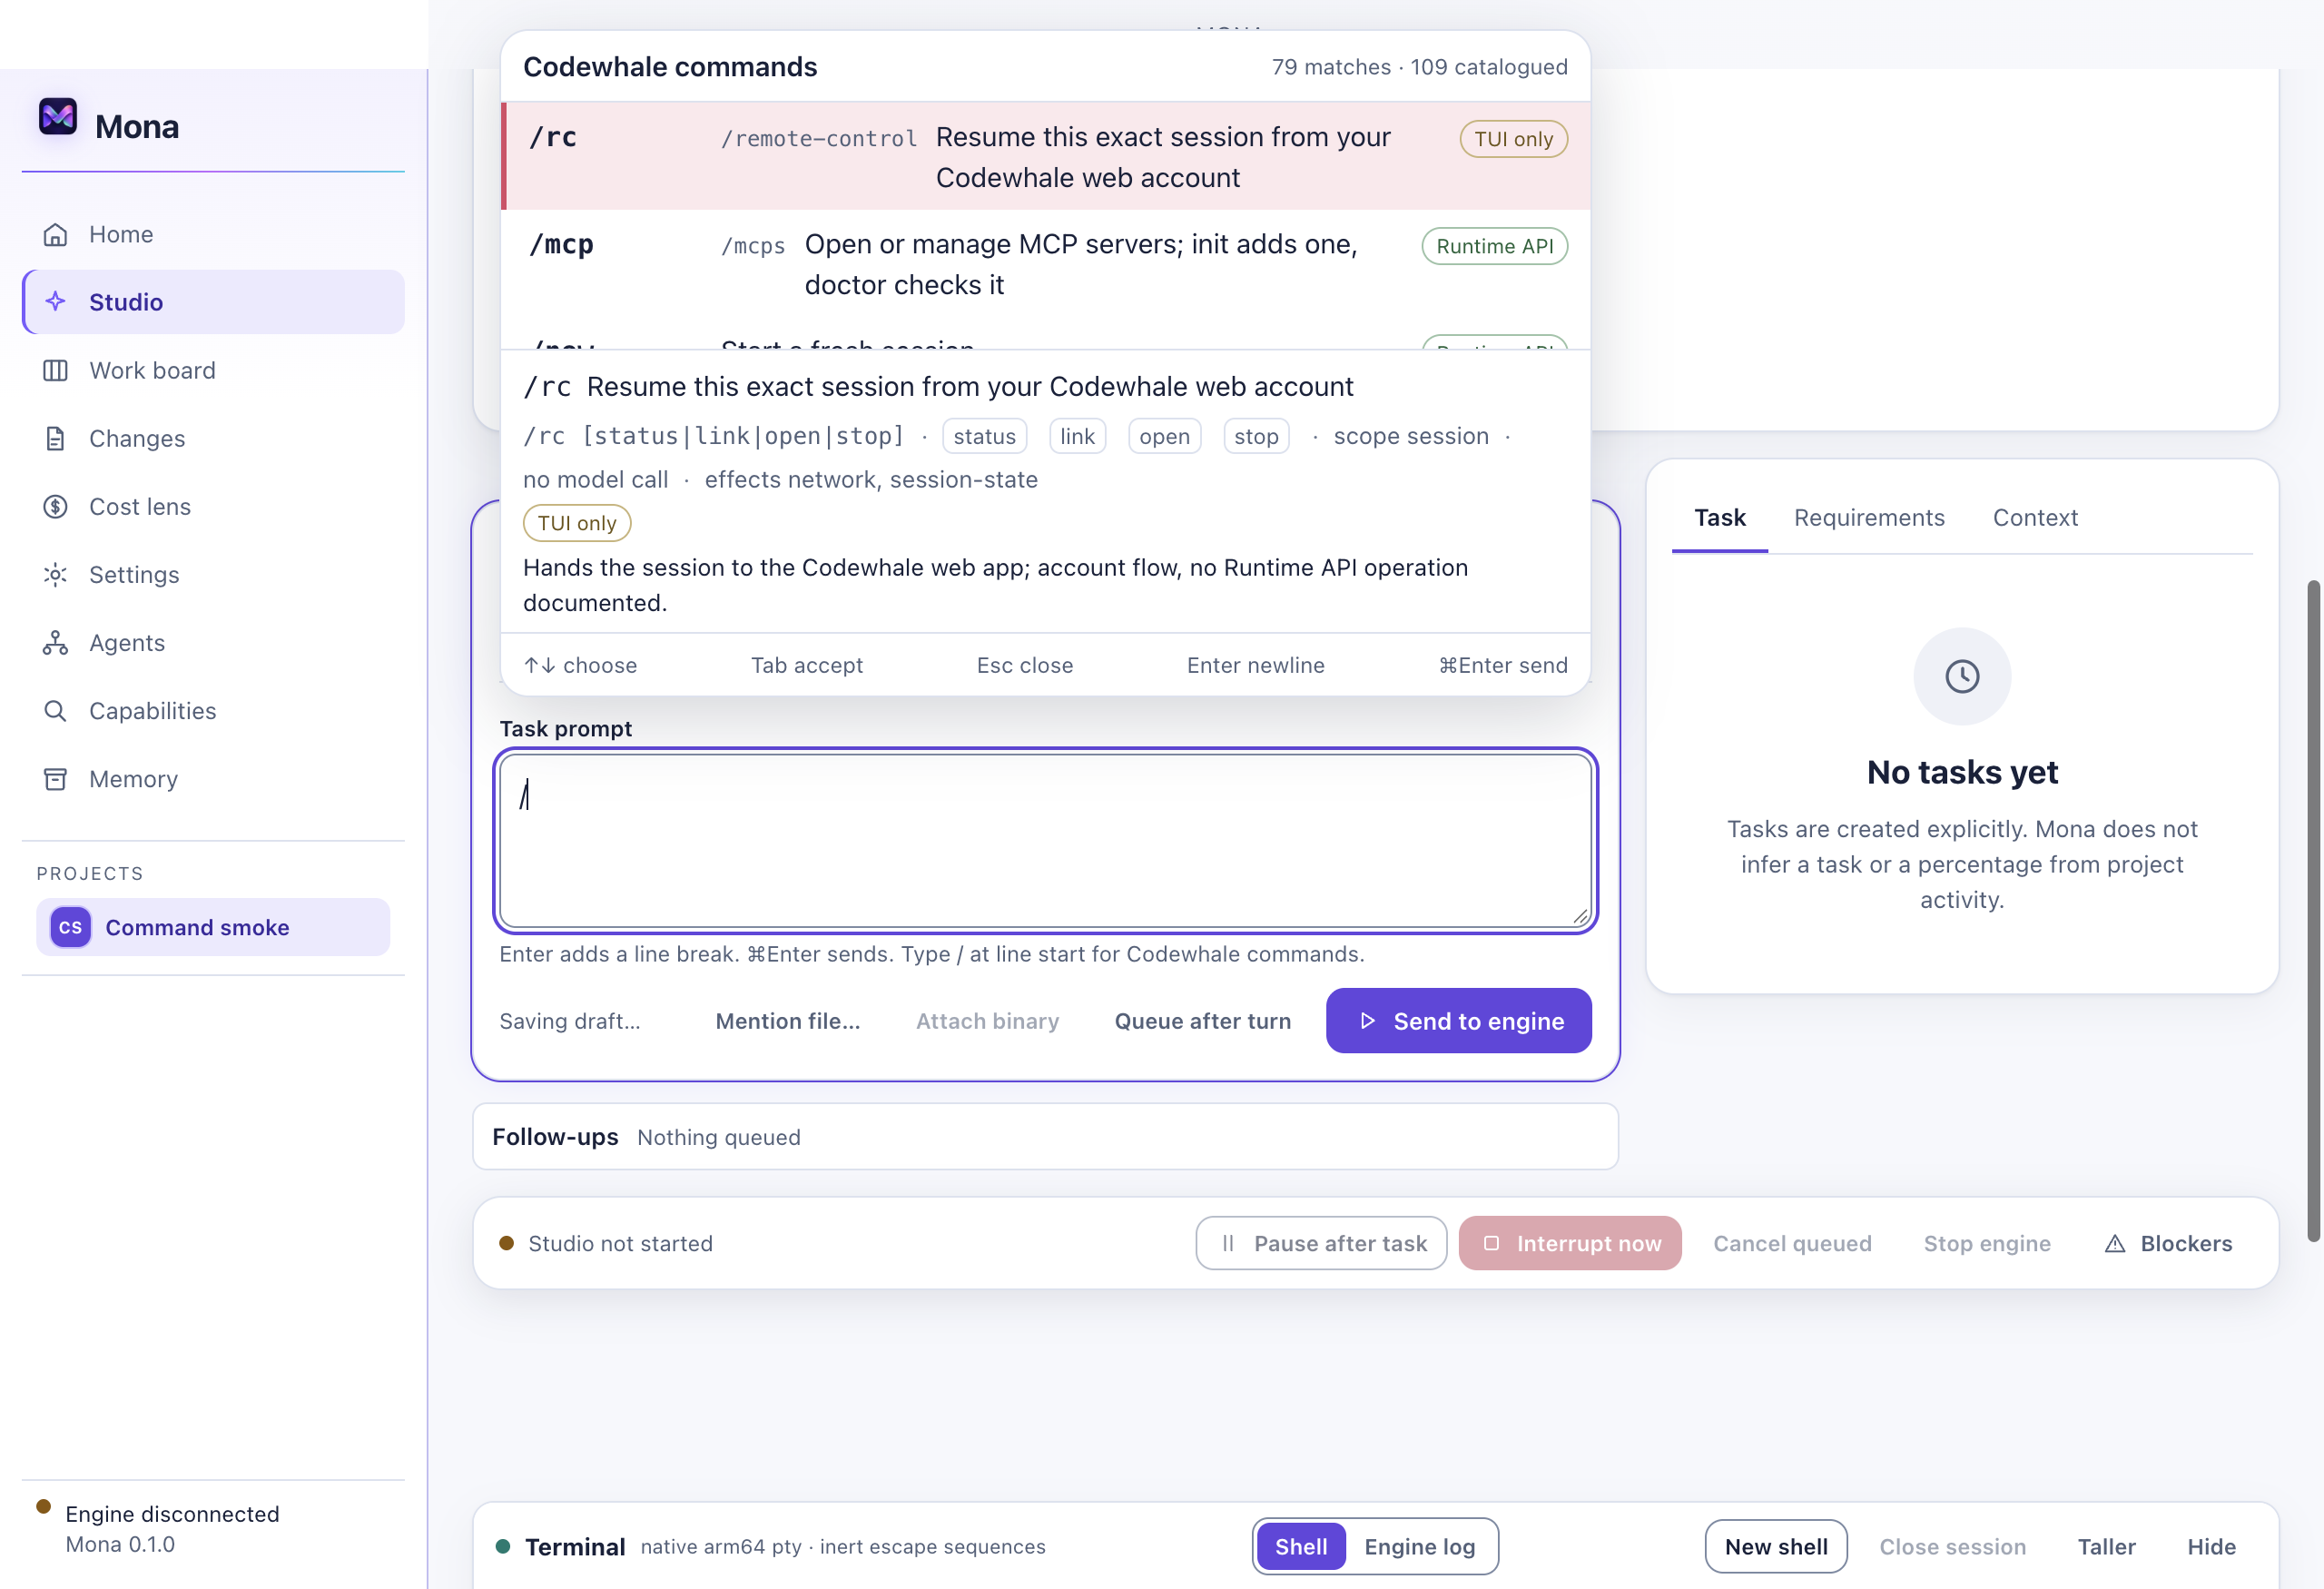 Mona
Home
Studio
Work board
Changes
Cost lens
Settings
Agents
Capabilities
Memory
PROJECTS
CS Command smoke
Engine disconnected
Mona 0.1.0
Codewhale commands 79 matches · 109 catalogued
/rc /remote-control Resume this exact session from your TUI only
Codewhale web account
/mcp /mcps Open or manage MCP servers; init adds one, Runtime API
doctor checks it
/new Start a fresh session Runtime API
/rc Resume this exact session from your Codewhale web account
/rc [status|link|open|stop] · status link open stop · scope session ·
no model call · effects network, session-state
TUI only
Hands the session to the Codewhale web app; account flow, no Runtime API operation
documented.
↑↓ choose Tab accept Esc close Enter newline ⌘Enter send
Task prompt
/
Enter adds a line break. ⌘Enter sends. Type / at line start for Codewhale commands.
Saving draft... Mention file... Attach binary Queue after turn Send to engine
Follow-ups Nothing queued
Task Requirements Context
No tasks yet
Tasks are created explicitly. Mona does not
infer a task or a percentage from project
activity.
Studio not started Pause after task Interrupt now Cancel queued Stop engine Blockers
Terminal native arm64 pty · inert escape sequences Shell Engine log New shell Close session Taller Hide